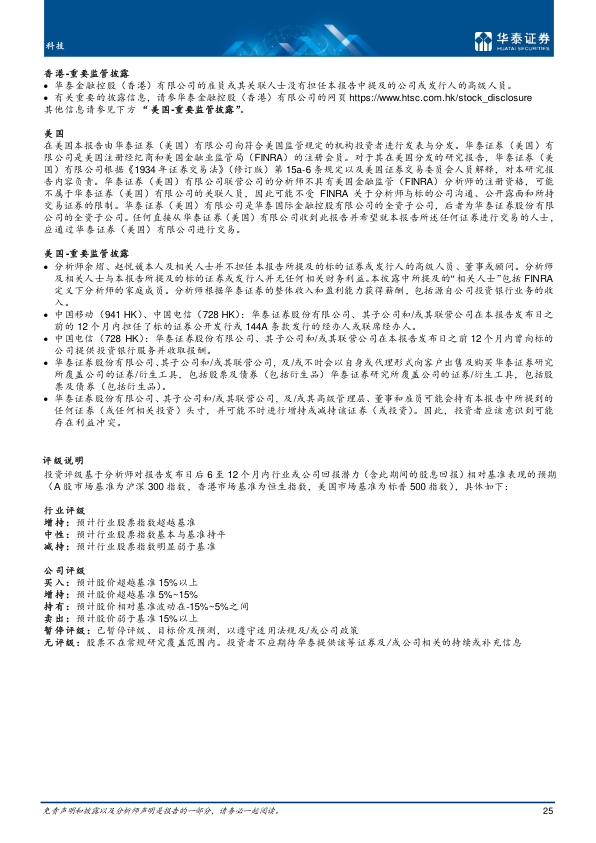 科技
华泰证券
HUATAI SECURITIES
香港-重要监管披露
• 华泰金融控股（香港）有限公司的雇员或其关联人士没有担任本报告中提及的公司或发行人的高级人员。
• 有关重要的披露信息，请参华泰金融控股（香港）有限公司的网页 https://www.htsc.com.hk/stock_disclosure
其他信息请参见下方 “美国-重要监管披露”。
美国
在美国本报告由华泰证券（美国）有限公司向符合美国监管规定的机构投资者进行发表与分发。华泰证券（美国）有
限公司是美国注册经纪商和美国金融业监管局（FINRA）的注册会员。对于其在美国分发的研究报告，华泰证券（美
国）有限公司根据《1934 年证券交易法》（修订版）第 15a-6 条规定以及美国证券交易委员会人员解释，对本研究报
告内容负责。华泰证券（美国）有限公司联营公司的分析师不具有美国金融监管（FINRA）分析师的注册资格，可能
不属于华泰证券（美国）有限公司的关联人员，因此可能不受 FINRA 关于分析师与标的公司沟通、公开露面和所持
交易证券的限制。华泰证券（美国）有限公司是华泰国际金融控股有限公司的全资子公司，后者为华泰证券股份有限
公司的全资子公司。任何直接从华泰证券（美国）有限公司收到此报告并希望就本报告所述任何证券进行交易的人士，
应通过华泰证券（美国）有限公司进行交易。
美国-重要监管披露
• 分析师余熠、赵悦媛本人及相关人士并不担任本报告所提及的标的证券或发行人的高级人员、董事或顾问。分析师
及相关人士与本报告所提及的标的证券或发行人并无任何相关财务利益。本披露中所提及的“相关人士”包括 FINRA
定义下分析师的家庭成员。分析师根据华泰证券的整体收入和盈利能力获得薪酬，包括源自公司投资银行业务的收
入。
• 中国移动（941 HK）、中国电信（728 HK）：华泰证券股份有限公司、其子公司和/或其联营公司在本报告发布日之
前的 12 个月内担任了标的证券公开发行或 144A 条款发行的经办人或联席经办人。
• 中国电信（728 HK）：华泰证券股份有限公司、其子公司和/或其联营公司在本报告发布日之前 12 个月内曾向标的
公司提供投资银行服务并收取报酬。
• 华泰证券股份有限公司、其子公司和/或其联营公司，及/或不时会以自身或代理形式向客户出售及购买华泰证券研究
所覆盖公司的证券/衍生工具，包括股票及债券（包括衍生品）华泰证券研究所覆盖公司的证券/衍生工具，包括股
票及债券（包括衍生品）。
• 华泰证券股份有限公司、其子公司和/或其联营公司，及/或其高级管理层、董事和雇员可能会持有本报告中所提到的
任何证券（或任何相关投资）头寸，并可能不时进行增持或减持该证券（或投资）。因此，投资者应该意识到可能
存在利益冲突。
评级说明
投资评级基于分析师对报告发布日后 6 至 12 个月内行业或公司回报潜力（含此期间的股息回报）相对基准表现的预期
（A 股市场基准为沪深 300 指数，香港市场基准为恒生指数，美国市场基准为标普 500 指数），具体如下：
行业评级
增持：预计行业股票指数超越基准
中性：预计行业股票指数基本与基准持平
减持：预计行业股票指数明显弱于基准
公司评级
买入：预计股价超越基准 15%以上
增持：预计股价超越基准 5%~15%
持有：预计股价相对基准波动在-15%~5%之间
卖出：预计股价弱于基准 15%以上
暂停评级：已暂停评级、目标价及预测，以遵守适用法规及/或公司政策
无评级：股票不在常规研究覆盖范围内。投资者不应期待华泰提供该等证券及/或公司相关的持续或补充信息
免责声明和披露以及分析师声明是报告的一部分，请务必一起阅读。
25